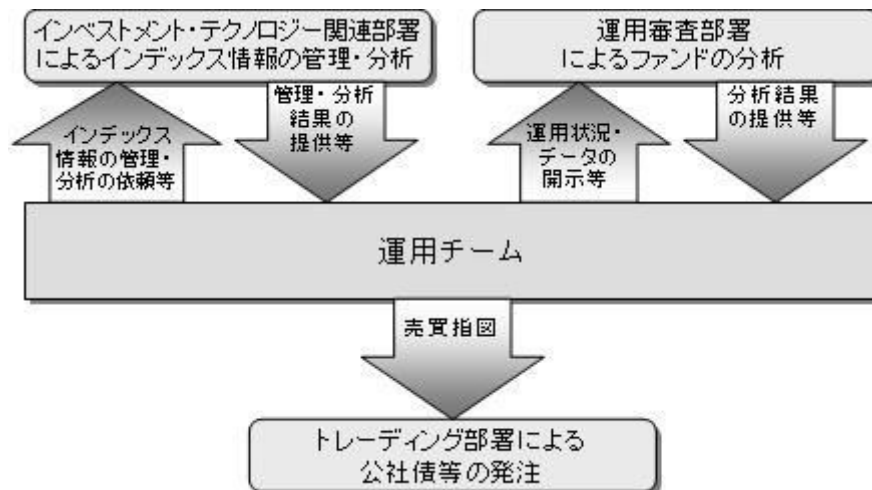 インベストメント・テクノロジー関連部署
によるインデックス情報の管理・分析
運用審査部署
によるファンドの分析
インデックス
情報の管理・
分析の依頼等
管理・分析
結果の
提供等
運用状況・
データの
開示等
分析結果
の提供等
運用チーム
売買指図
トレーディング部署による
公社債等の発注